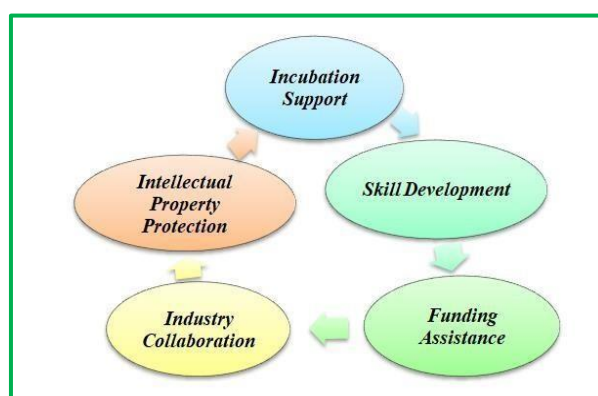 Incubation
Support
Skill Development
Funding
Assistance
Industry
Collaboration
Intellectual
Property
Protection